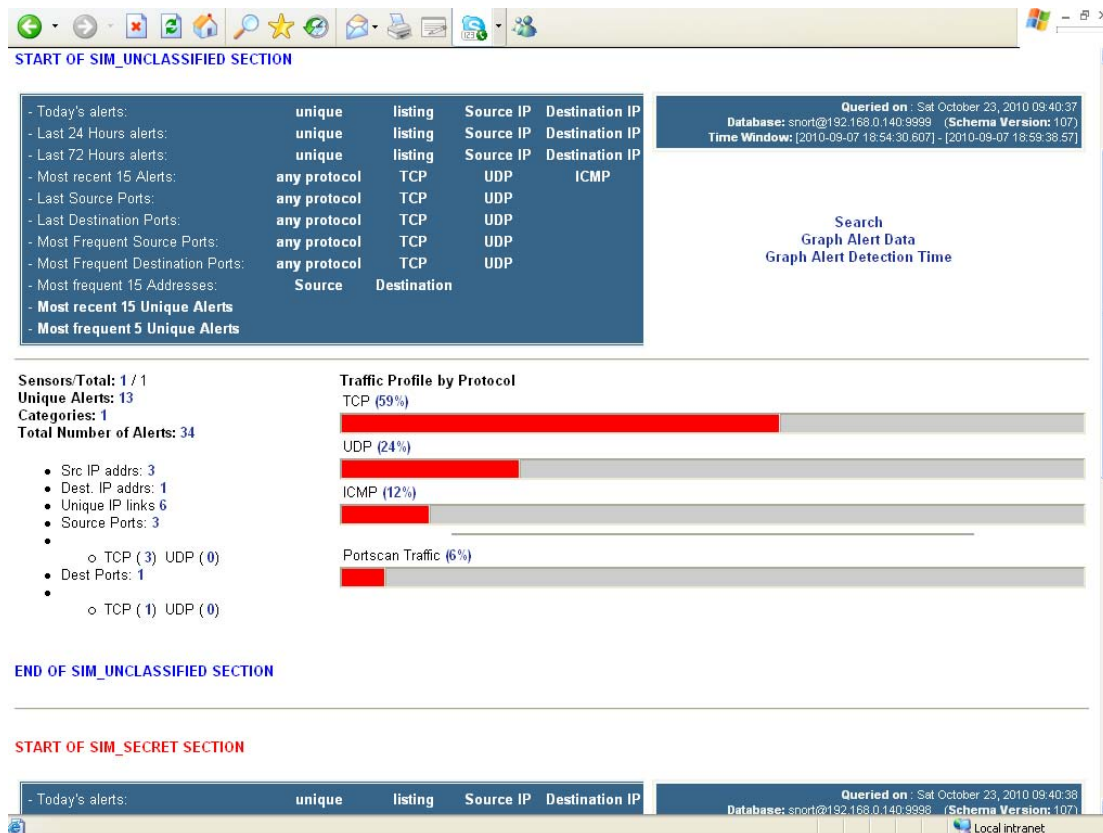 START OF SIM_UNCLASSIFIED SECTION
- Today's alerts: unique listing Source IP Destination IP
- Last 24 Hours alerts: unique listing Source IP Destination IP
- Last 72 Hours alerts: unique listing Source IP Destination IP
- Most recent 15 Alerts: any protocol TCP UDP ICMP
- Last Source Ports: any protocol TCP UDP
- Last Destination Ports: any protocol TCP UDP
- Most Frequent Source Ports: any protocol TCP UDP
- Most Frequent Destination Ports: any protocol TCP UDP
- Most frequent 15 Addresses: Source Destination
- Most recent 15 Unique Alerts
- Most frequent 5 Unique Alerts
Queried on : Sat October 23, 2010 09:40:37
Database: snort@192.168.0.140:9999 (Schema Version: 107)
Time Window: [2010-09-07 18:54:30.607] - [2010-09-07 18:59:38.57]
Search
Graph Alert Data
Graph Alert Detection Time
Sensors/Total: 1 / 1
Unique Alerts: 13
Categories: 1
Total Number of Alerts: 34
Src IP addrs: 3
Dest. IP addrs: 1
Unique IP links 6
Source Ports: 3
TCP ( 3) UDP ( 0)
Dest Ports: 1
TCP ( 1) UDP ( 0)
Traffic Profile by Protocol
TCP (59%)
UDP (24%)
ICMP (12%)
Portscan Traffic (6%)
END OF SIM_UNCLASSIFIED SECTION
START OF SIM_SECRET SECTION
- Today's alerts: unique listing Source IP Destination IP
Queried on : Sat October 23, 2010 09:40:38
Database: snort@192.168.0.140:9998 (Schema Version: 107)
Local intranet